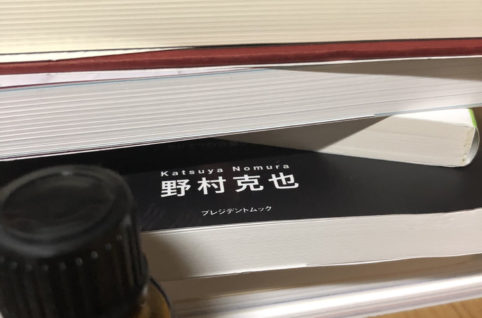 Katsuya Nomura
野村克也
プレジデントムック